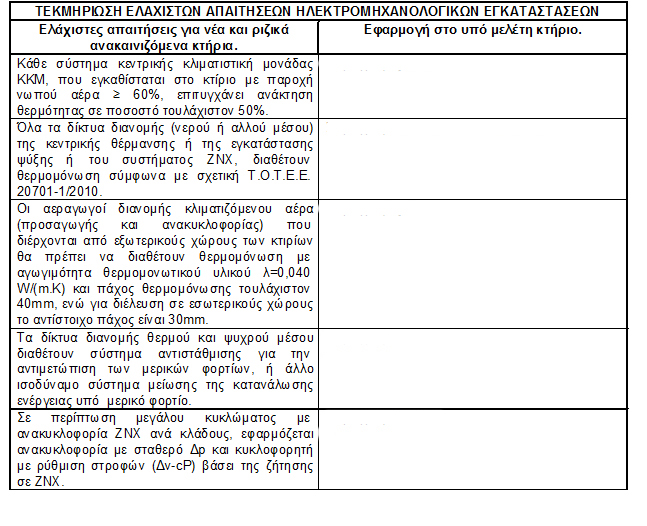 ΤΕΚΜΗΡΙΩΣΗ ΕΛΑΧΙΣΤΩΝ ΑΠΑΙΤΗΣΕΩΝ ΗΛΕΚΤΡΟΜΗΧΑΝΟΛΟΓΙΚΩΝ ΕΓΚΑΤΑΣΤΑΣΕΩΝ
Ελάχιστες απαιτήσεις για νέα και ριζικά
ανακαινιζόμενα κτήρια.
Εφαρμογή στο υπό μελέτη κτήριο.
Κάθε σύστημα κεντρικής κλιματιστική μονάδας
ΚΚΜ, που εγκαθίσταται στο κτίριο με παροχή
νωπού αέρα ≥ 60%, επιτυγχάνει ανάκτηση
θερμότητας σε ποσοστό τουλάχιστον 50%.
Όλα τα δίκτυα διανομής (νερού ή αλλού μέσου)
της κεντρικής θέρμανσης ή της εγκατάστασης
ψύξης ή του συστήματος ΖΝΧ, διαθέτουν
θερμομόνωση σύμφωνα με σχετική Τ.Ο.Τ.Ε.Ε.
20701-1/2010.
Οι αεραγωγοί διανομής κλιματιζόμενου αέρα
(προσαγωγής και ανακυκλοφορίας) που
διέρχονται από εξωτερικούς χώρους των κτιρίων
θα πρέπει να διαθέτουν θερμομόνωση με
αγωγιμότητα θερμομονωτικού υλικού λ=0,040
W/(m.K) και πάχος θερμομόνωσης τουλάχιστον
40mm, ενώ για διέλευση σε εσωτερικούς χώρους
το αντίστοιχο πάχος είναι 30mm.
Τα δίκτυα διανομής θερμού και ψυχρού μέσου
διαθέτουν σύστημα αντιστάθμισης για την
αντιμετώπιση των μερικών φορτίων, ή άλλο
ισοδύναμο σύστημα μείωσης της κατανάλωσης
ενέργειας υπό μερικό φορτίο.
Σε περίπτωση μεγάλου κυκλώματος με
ανακυκλοφορία ΖΝΧ ανά κλάδους, εφαρμόζεται
ανακυκλοφορία με σταθερό Δp και κυκλοφορητή
με ρύθμιση στροφών (Δv-cP) βάσει της ζήτησης
σε ΖΝΧ.